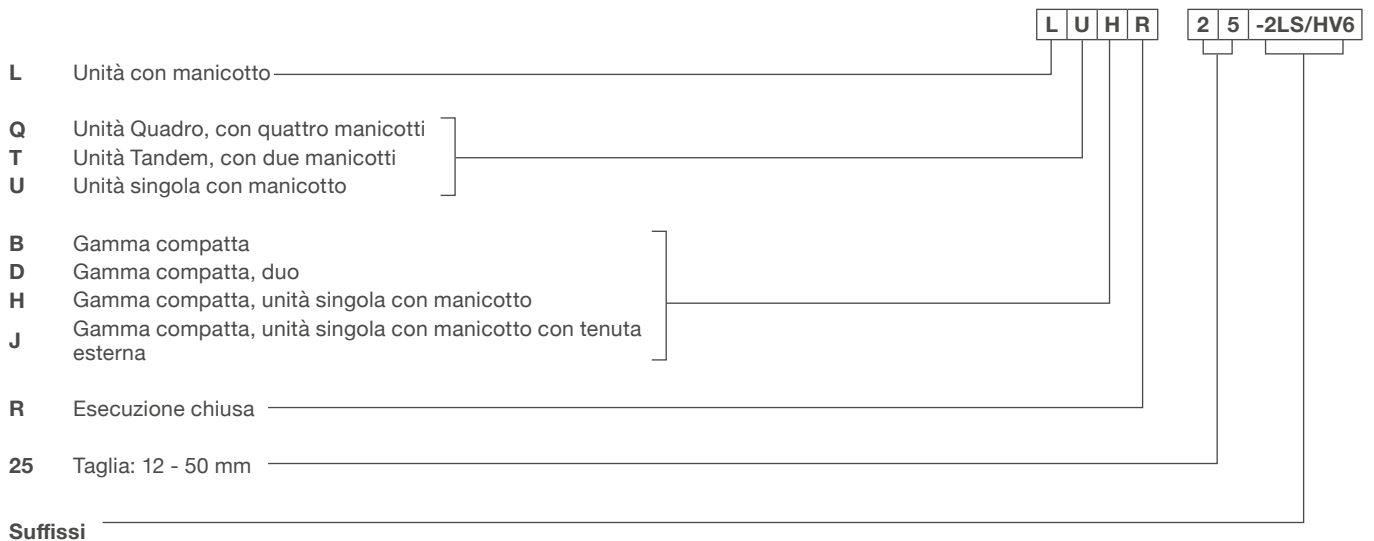 L U H R 2 5 -2LS/HV6
L Unità con manicotto
Q Unità Quadro, con quattro manicotti
T Unità Tandem, con due manicotti
U Unità singola con manicotto
B Gamma compatta
D Gamma compatta, duo
H Gamma compatta, unità singola con manicotto
J Gamma compatta, unità singola con manicotto con tenuta
esterna
R Esecuzione chiusa
25 Taglia: 12 - 50 mm
Suffissi